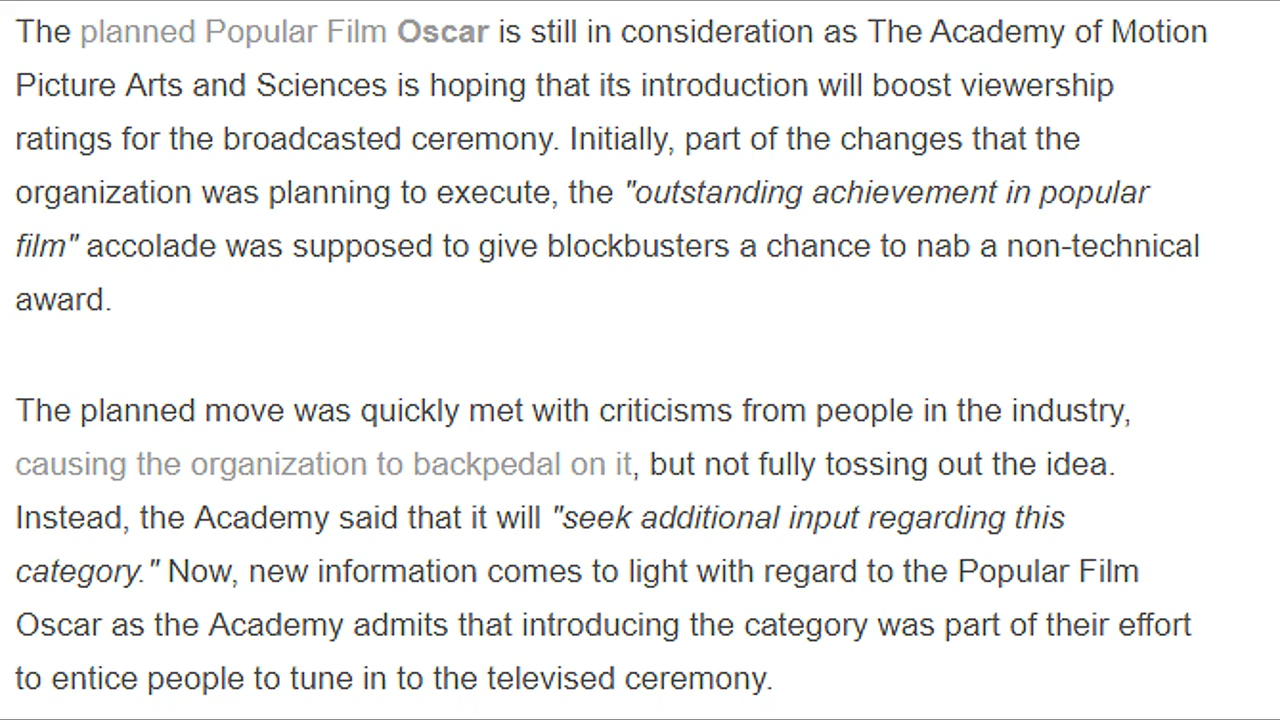 The planned Popular Film Oscar is still in consideration as The Academy of Motion
Picture Arts and Sciences is hoping that its introduction will boost viewership
ratings for the broadcasted ceremony. Initially, part of the changes that the
organization was planning to execute, the "outstanding achievement in popular
film" accolade was supposed to give blockbusters a chance to nab a non-technical
award.
The planned move was quickly met with criticisms from people in the industry,
causing the organization to backpedal on it, but not fully tossing out the idea.
Instead, the Academy said that it will "seek additional input regarding this
category." Now, new information comes to light with regard to the Popular Film
Oscar as the Academy admits that introducing the category was part of their effort
to entice people to tune in to the televised ceremony.